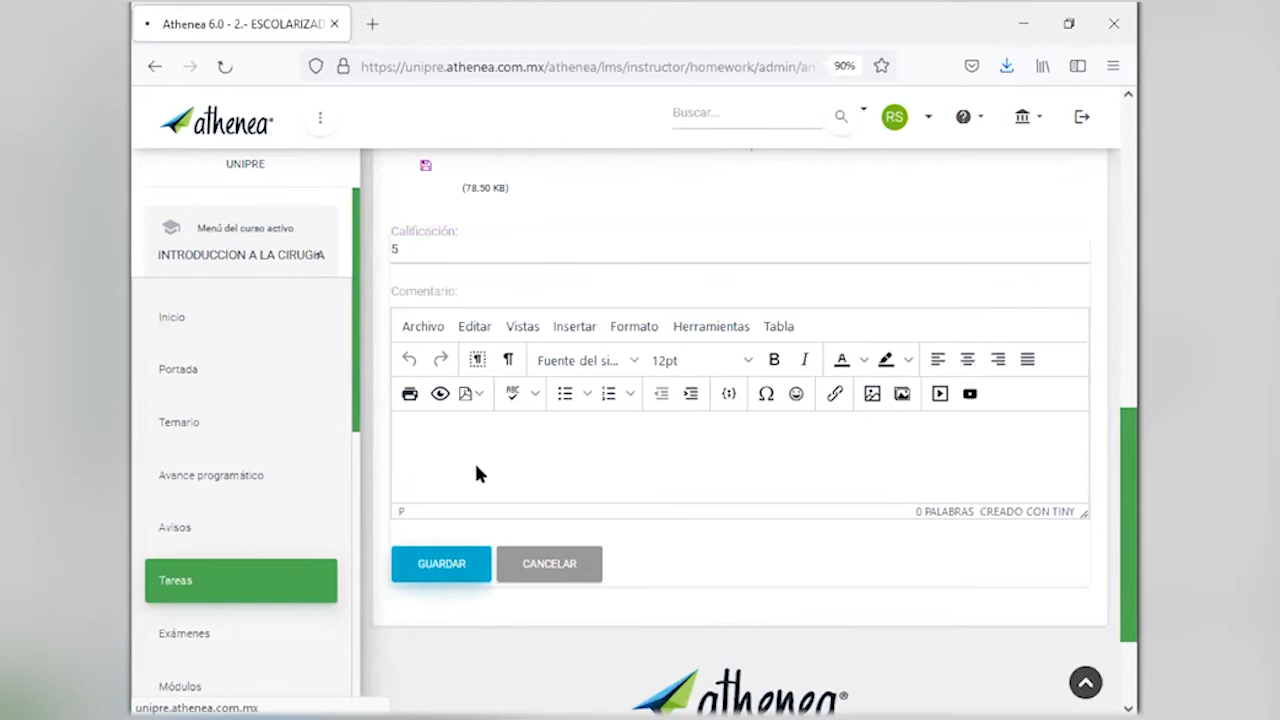 Athenea 6.0 - 2.- ESCOLARIZAD
https://unipre.athenea.com.mx/athenea/lms/instructor/homework/admin/an
90%
athenea®
Buscar...
RS
UNIPRE
(78.50 KB)
Menú del curso activo
INTRODUCCION A LA CIRUGIA
Calificación:
5
Comentario:
Inicio
Portada
Temario
Avance programático
Avisos
Tareas
Exámenes
Módulos
Archivo Editar Vistas Insertar Formato Herramientas Tabla
Fuente del si... 12pt B I A
ABC
P
0 PALABRAS CREADO CON TINY
GUARDAR CANCELAR
athenea®
unipre.athenea.com.mx